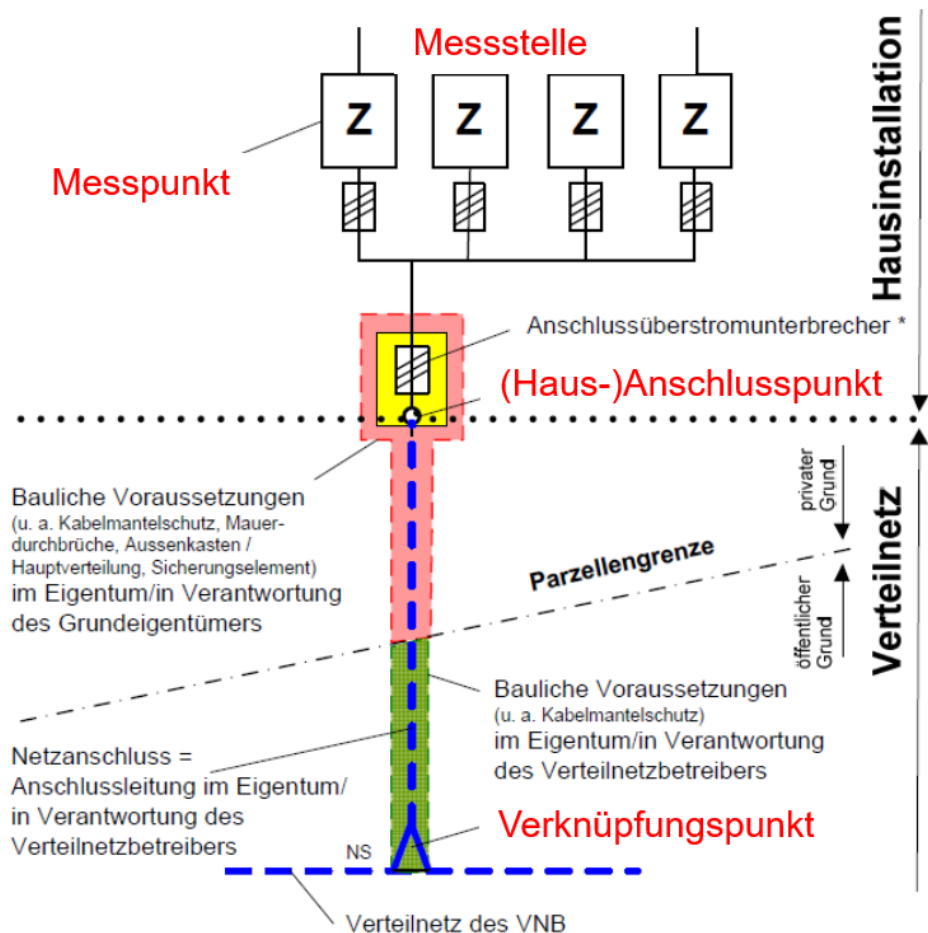 Messstelle
Z Z Z Z
Messpunkt
Hausinstallation
Anschlussüberstromunterbrecher *
(Haus-)Anschlusspunkt
Bauliche Voraussetzungen
(u. a. Kabelmantelschutz, Mauer-
durchbrüche, Aussenkasten /
Hauptverteilung, Sicherungselement)
im Eigentum/in Verantwortung
des Grundeigentümers
privater
Grund
Parzellengrenze
öffentlicher
Grund
Verteilnetz
Bauliche Voraussetzungen
(u. a. Kabelmantelschutz)
im Eigentum/in Verantwortung
des Verteilnetzbetreibers
Netzanschluss =
Anschlussleitung im Eigentum/
in Verantwortung des
Verteilnetzbetreibers
Verknüpfungspunkt
NS
Verteilnetz des VNB